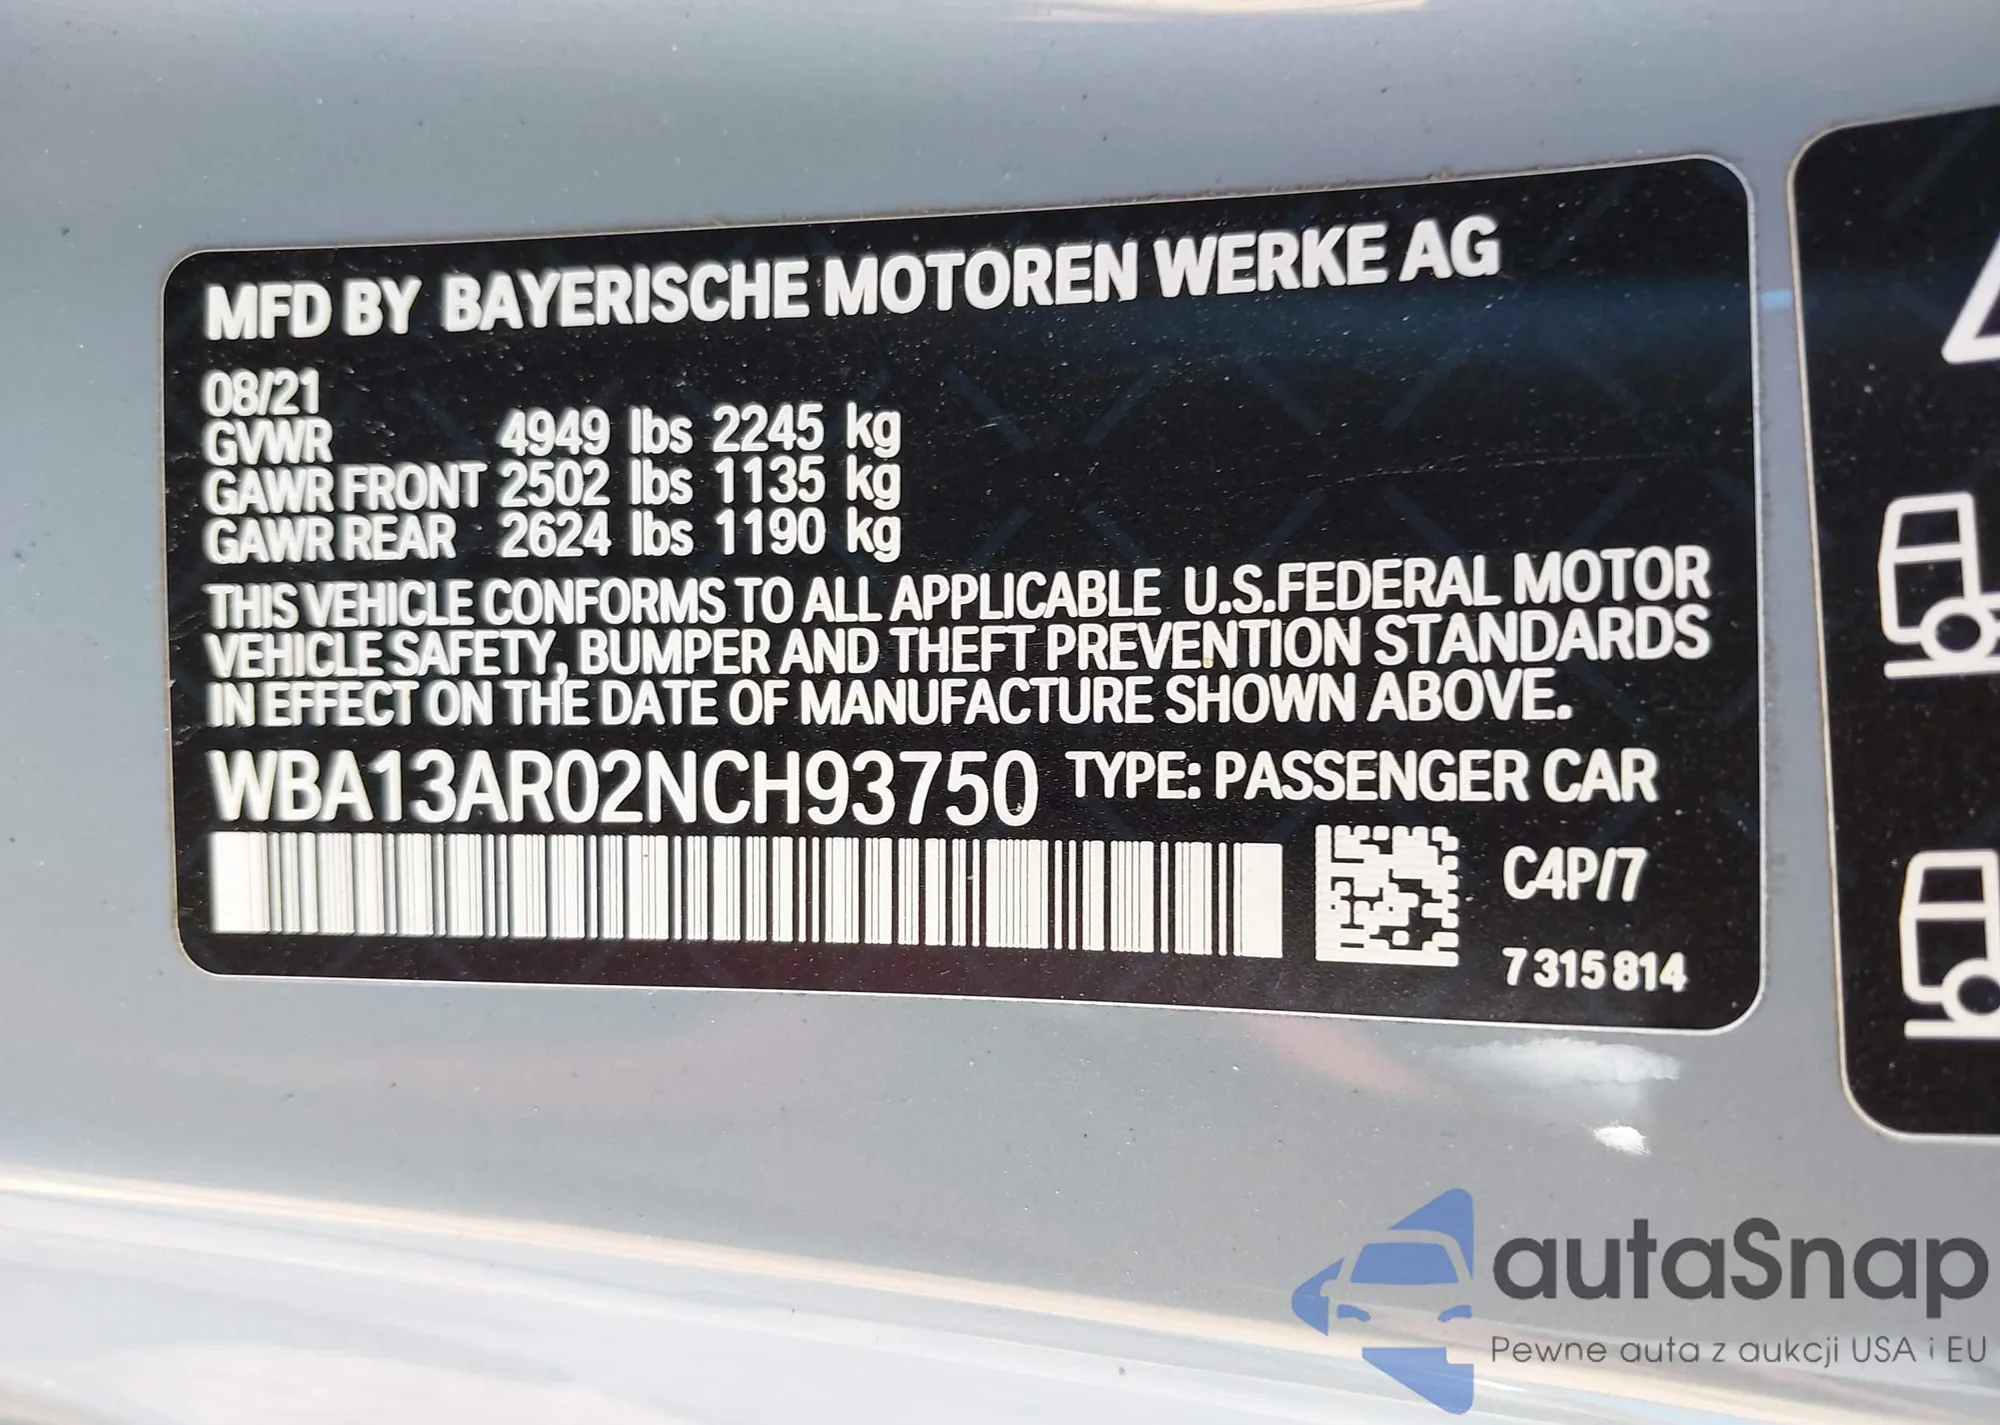 MFD BY BAYERISCHE MOTOREN WERKE AG
08/21
GVWR 4949 lbs 2245 kg
GAWR FRONT 2502 lbs 1135 kg
GAWR REAR 2624 lbs 1190 kg
THIS VEHICLE CONFORMS TO ALL APPLICABLE U.S.FEDERAL MOTOR
VEHICLE SAFETY, BUMPER AND THEFT PREVENTION STANDARDS
IN EFFECT ON THE DATE OF MANUFACTURE SHOWN ABOVE.
WBA13AR02NCH93750 TYPE: PASSENGER CAR
C4P/7
7 315 814
autaSnap
Pewne auta z aukcji USA i EU